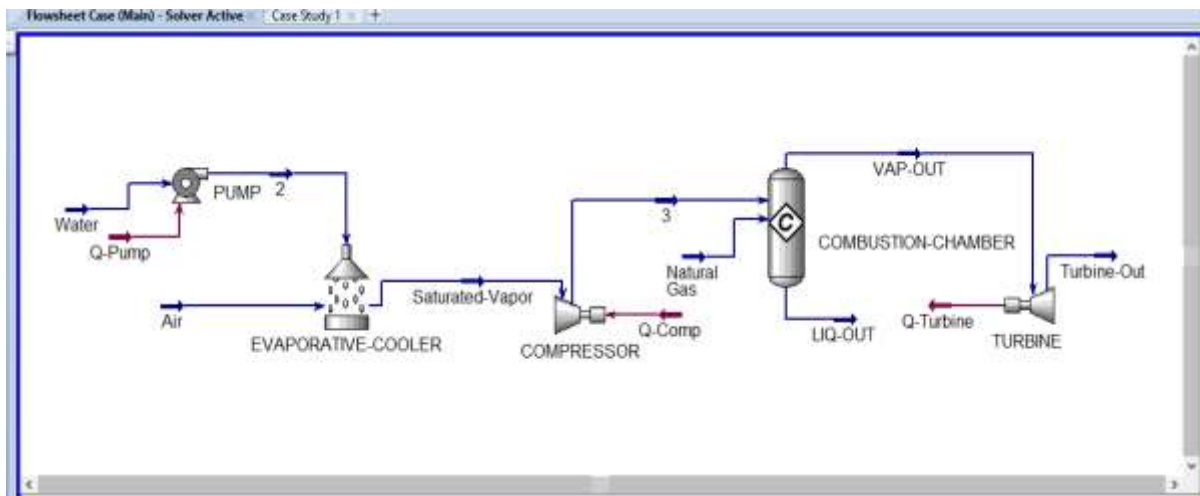 Flowsheet Case (Main) - Solver Active
Case Study 1
+
VAP-OUT
PUMP
2
3
Water
Q-Pump
COMBUSTION-CHAMBER
Natural
Gas
Turbine-Out
Saturated-Vapor
Air
Q-Comp
Q-Turbine
LIQ-OUT
EVAPORATIVE-COOLER
COMPRESSOR
TURBINE
C